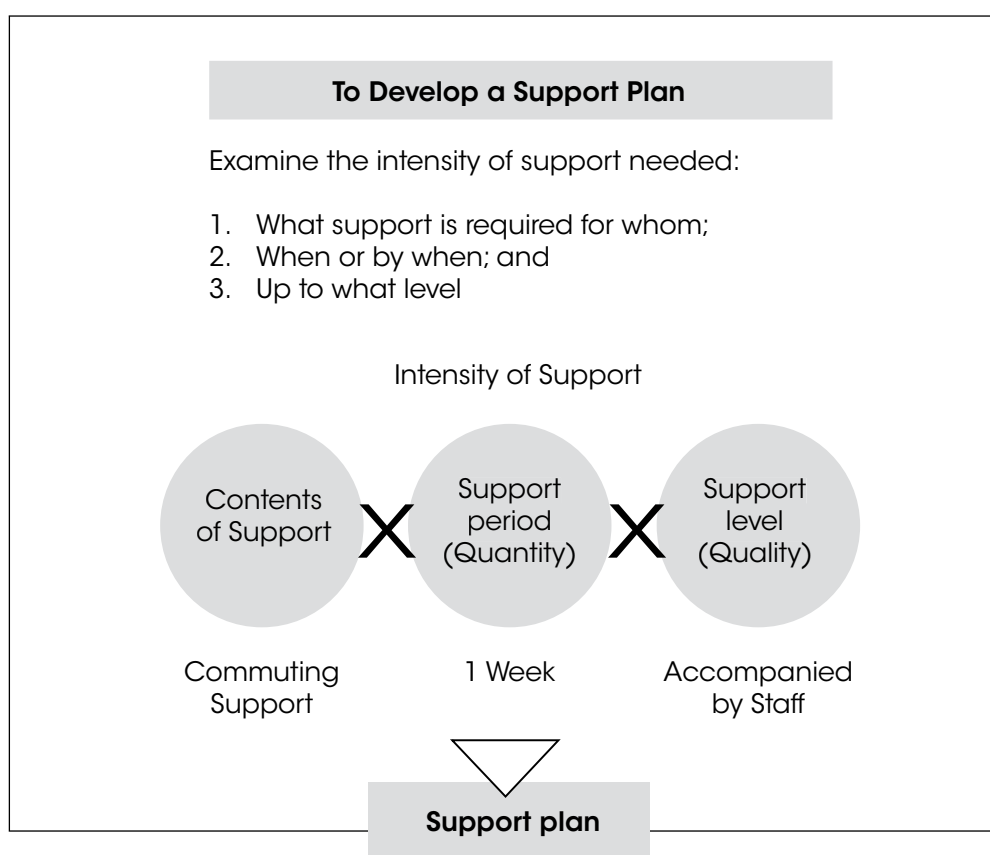 To Develop a Support Plan
Examine the intensity of support needed:
1. What support is required for whom;
2. When or by when; and
3. Up to what level
Intensity of Support
Contents
of Support
X
Support
period
(Quantity)
X
Support
level
(Quality)
Commuting
Support
1 Week
Accompanied
by Staff
Support plan